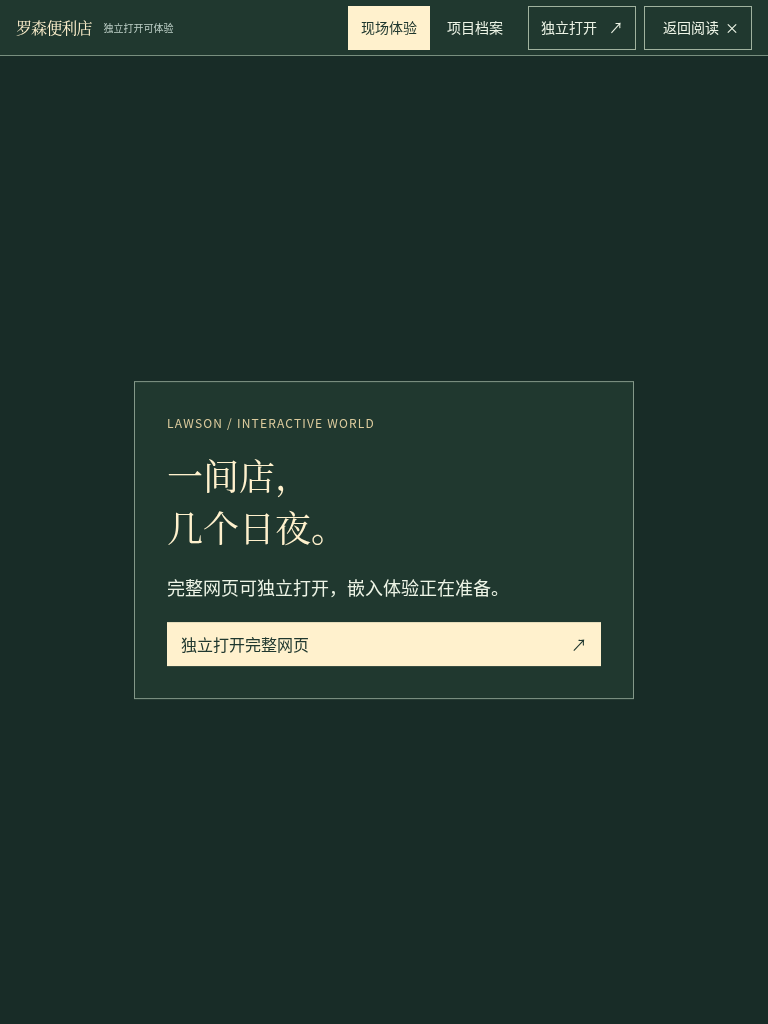 罗森便利店 独立打开可体验 现场体验 项目档案 独立打开 ↗ 返回阅读 ×
LAWSON / INTERACTIVE WORLD
一间店，
几个日夜。
完整网页可独立打开，嵌入体验正在准备。
独立打开完整网页 ↗